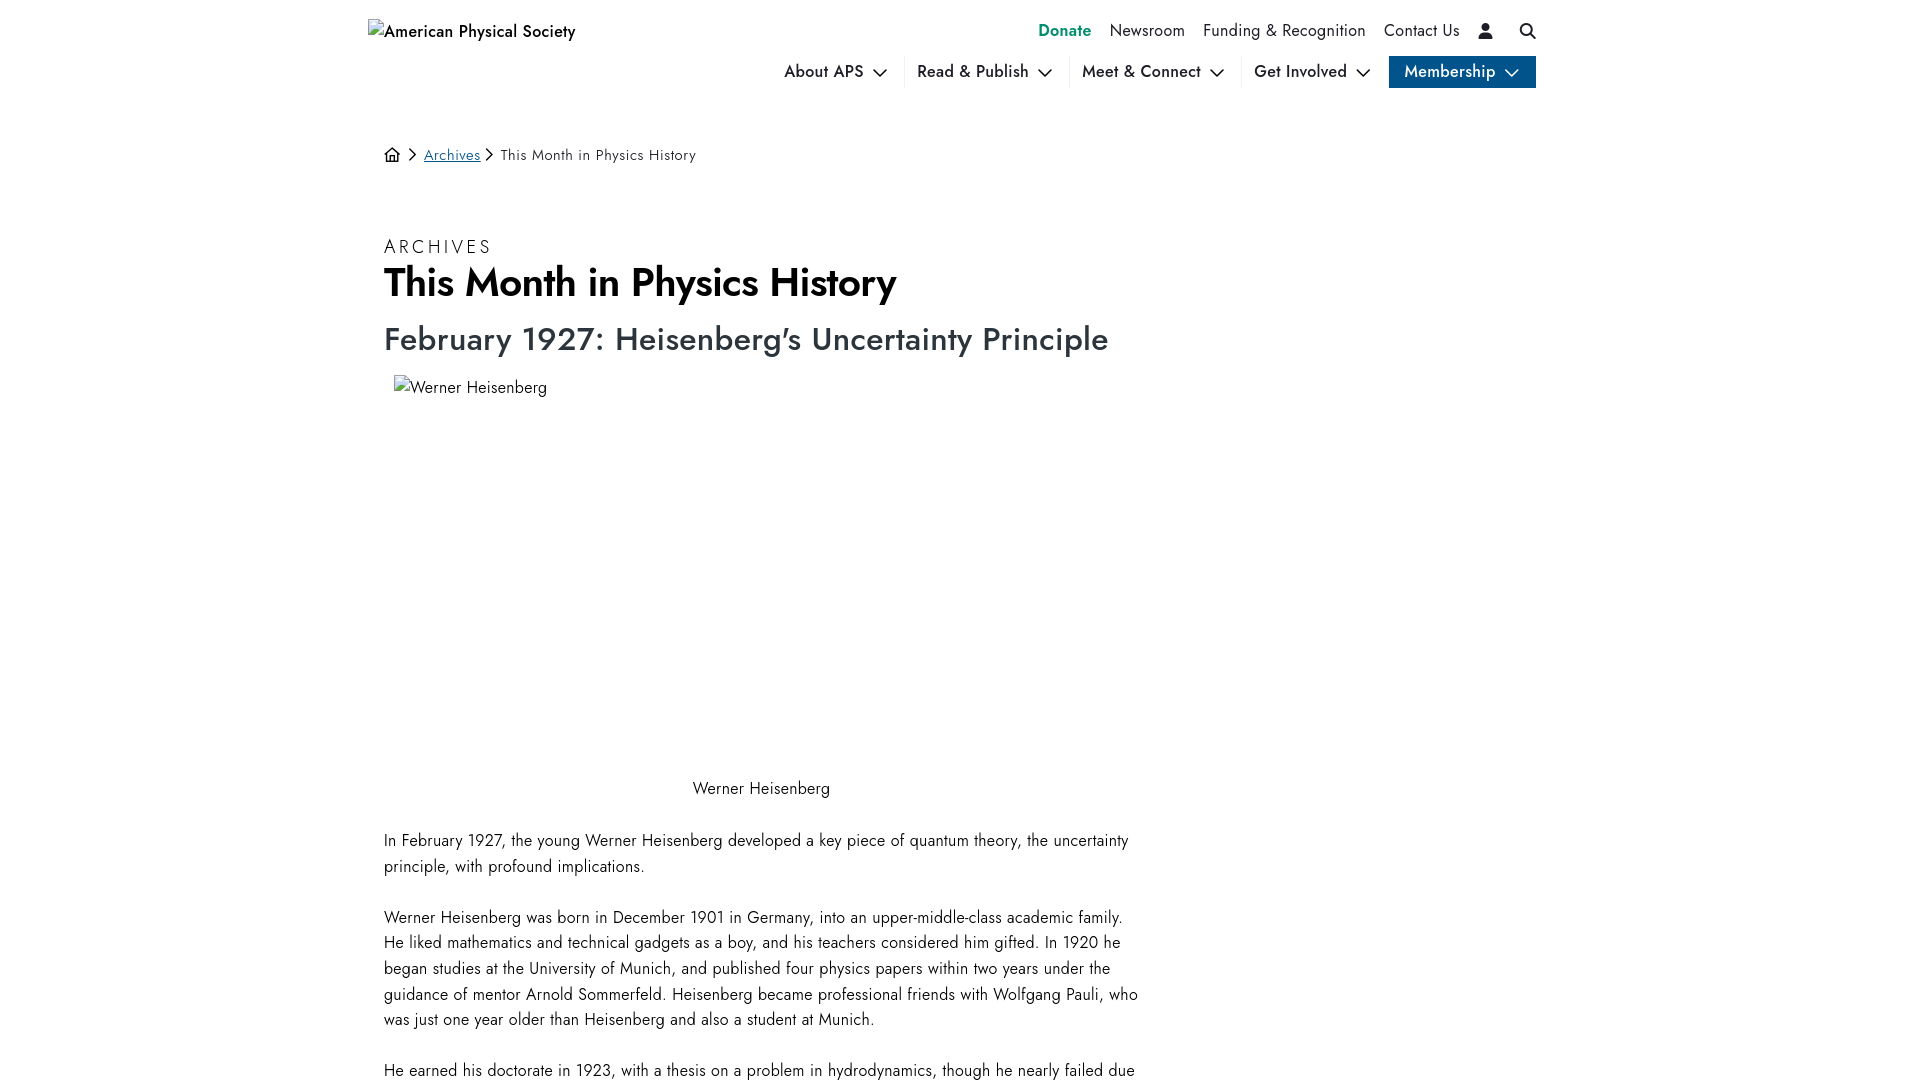 American Physical Society
Donate Newsroom Funding & Recognition Contact Us
About APS Read & Publish Meet & Connect Get Involved Membership
Archives This Month in Physics History
ARCHIVES
This Month in Physics History
February 1927: Heisenberg's Uncertainty Principle
Werner Heisenberg
Werner Heisenberg
In February 1927, the young Werner Heisenberg developed a key piece of quantum theory, the uncertainty
principle, with profound implications.
Werner Heisenberg was born in December 1901 in Germany, into an upper-middle-class academic family.
He liked mathematics and technical gadgets as a boy, and his teachers considered him gifted. In 1920 he
began studies at the University of Munich, and published four physics papers within two years under the
guidance of mentor Arnold Sommerfeld. Heisenberg became professional friends with Wolfgang Pauli, who
was just one year older than Heisenberg and also a student at Munich.
He earned his doctorate in 1923, with a thesis on a problem in hydrodynamics, though he nearly failed due